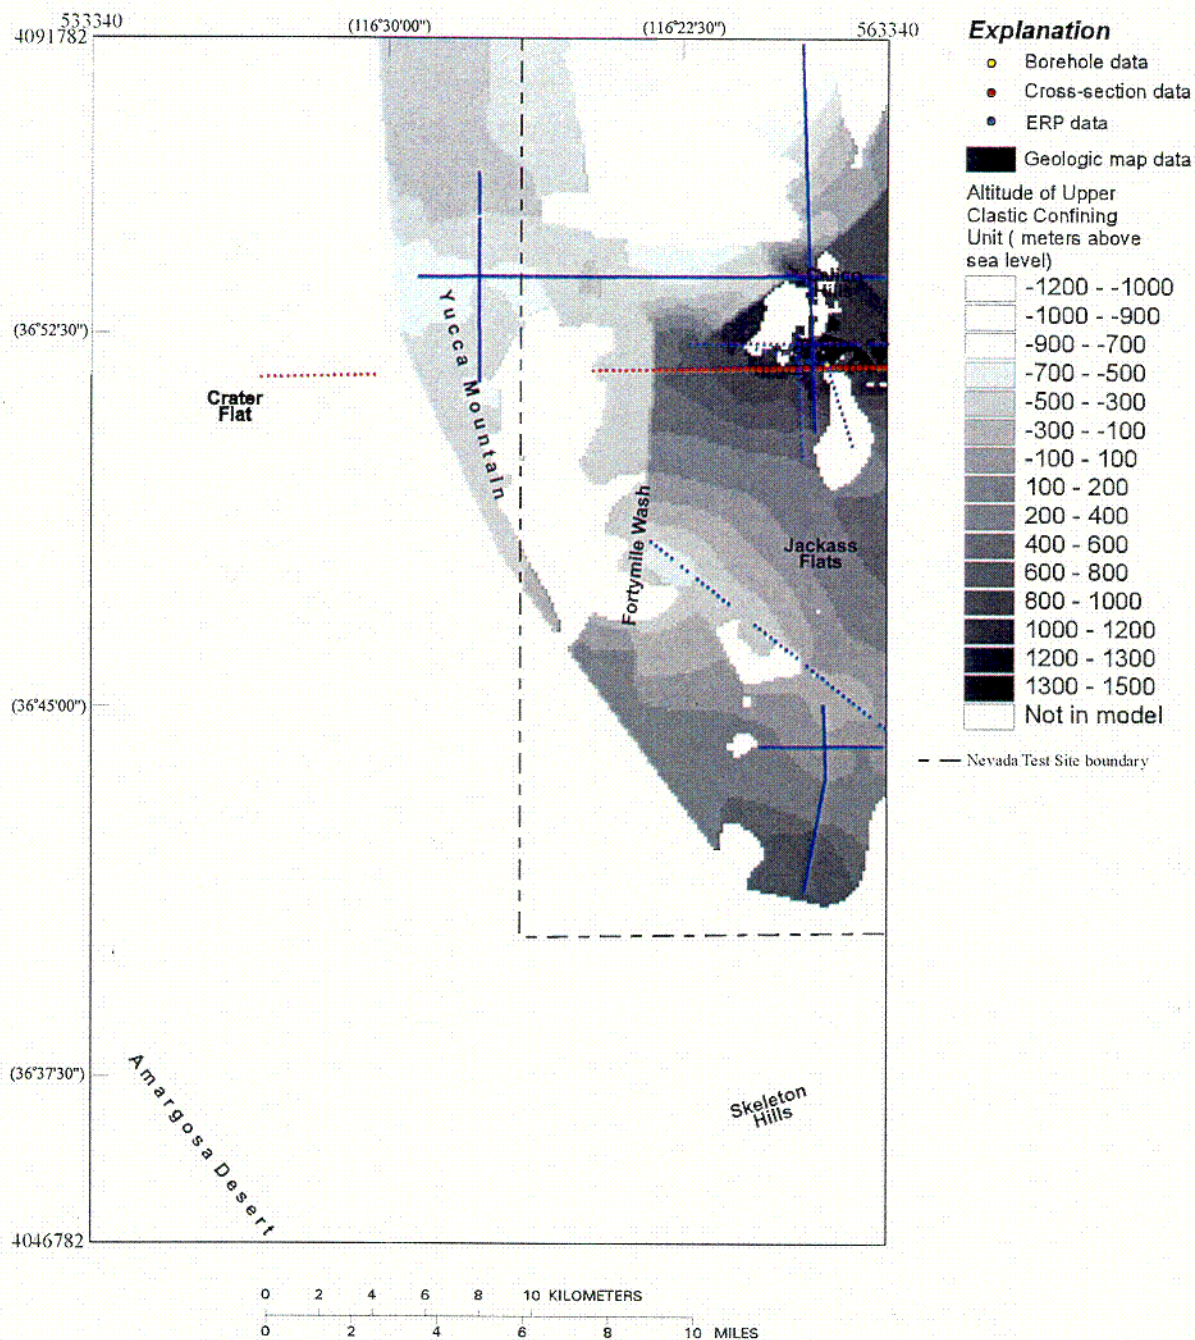 533340
(116°30'00")
(116°22'30")
563340
4091782
Explanation
Borehole data
Cross-section data
ERP data
Geologic map data
Altitude of Upper
Clastic Confining
Unit ( meters above
sea level)
-1200 - -1000
-1000 - -900
-900 - -700
-700 - -500
-500 - -300
-300 - -100
-100 - 100
100 - 200
200 - 400
400 - 600
600 - 800
800 - 1000
1000 - 1200
1200 - 1300
1300 - 1500
Not in model
Nevada Test Site boundary
Calico
Hills
(36°52'30")
Yucca Mountain
Crater
Flat
Fortymile Wash
Jackass
Flats
(36°45'00")
(36°37'30")
Amargosa Desert
Skeleton
Hills
4046782
0 2 4 6 8 10 KILOMETERS
0 2 4 6 8 10 MILES